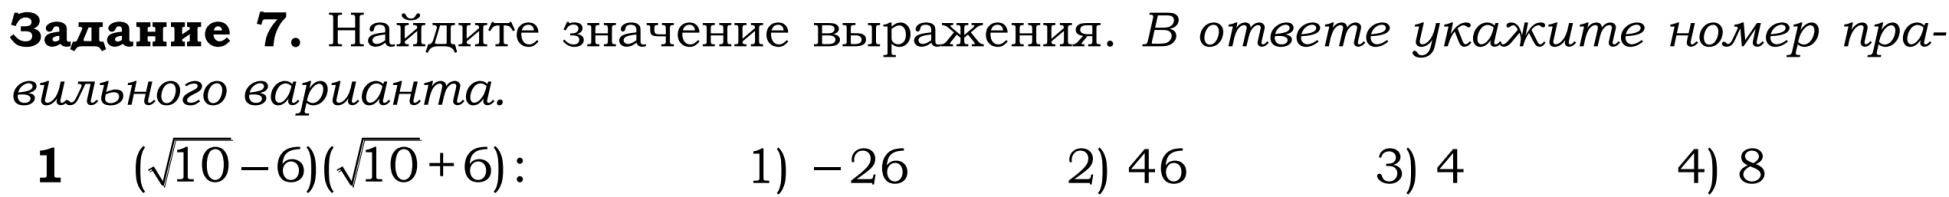 Задание 7. Найдите значение выражения. В ответе укажите номер пра-
вильного варианта.
1 (√10 – 6)(√10 + 6): 1) –26 2) 46 3) 4 4) 8